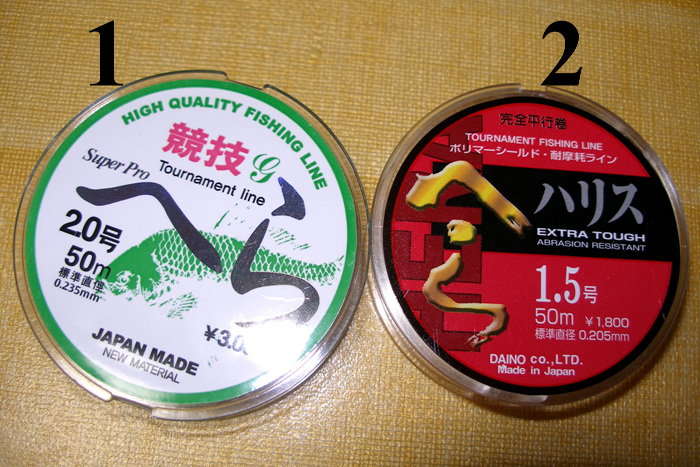 1
HIGH QUALITY FISHING LINE
競技 g
Super Pro
Tournament line
へら
2.0号
50m
標準直径
0.235mm
JAPAN MADE
NEW MATERIAL
2
完全平行巻
TOURNAMENT FISHING LINE
ポリマーシールド・耐摩耗ライン
へら
ハリス
EXTRA TOUGH
ABRASION RESISTANT
1.5号
50m ¥1,800
標準直径 0.205mm
DAINO CO.,LTD.
Made in Japan